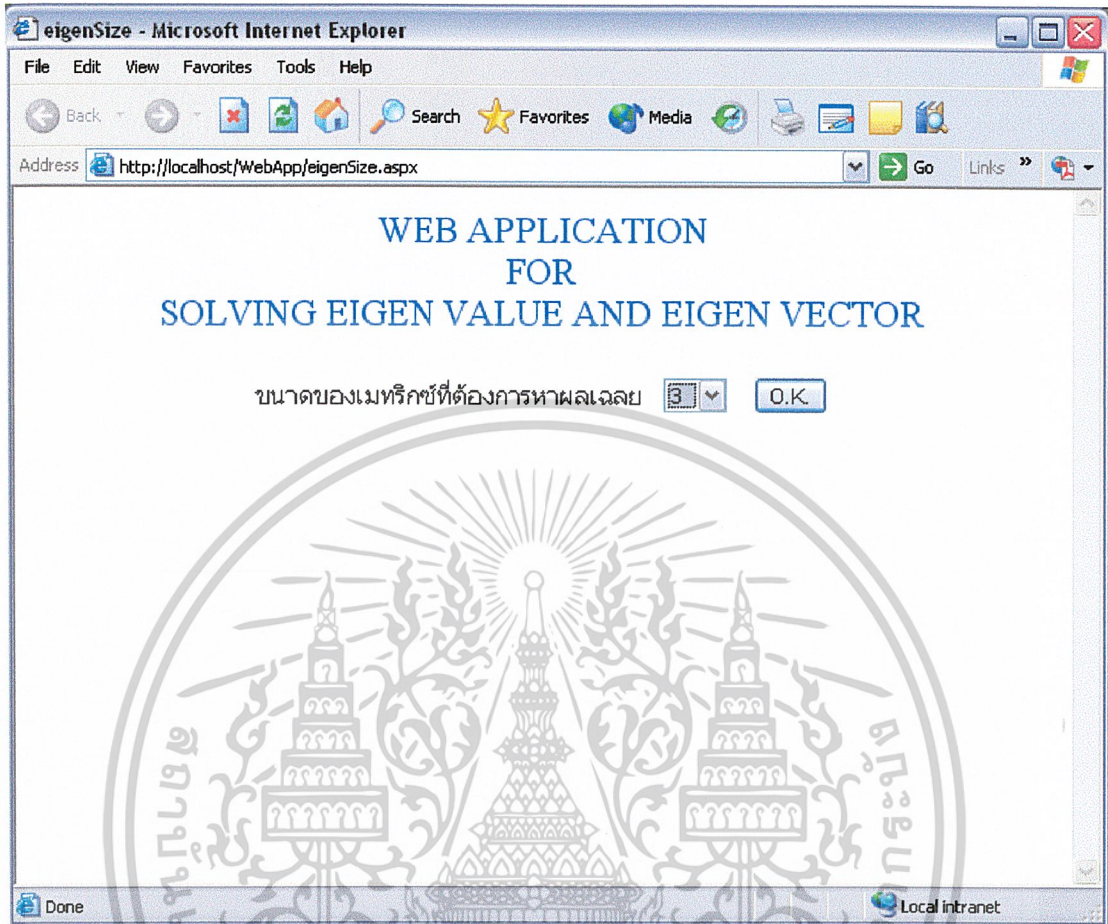 eigenSize - Microsoft Internet Explorer
File Edit View Favorites Tools Help
Back Search Favorites Media
Address http://localhost/WebApp/eigenSize.aspx Go Links »
WEB APPLICATION
FOR
SOLVING EIGEN VALUE AND EIGEN VECTOR
ขนาดของเมทริกซ์ที่ต้องการหาผลเฉลย 3 O.K.
Done Local intranet